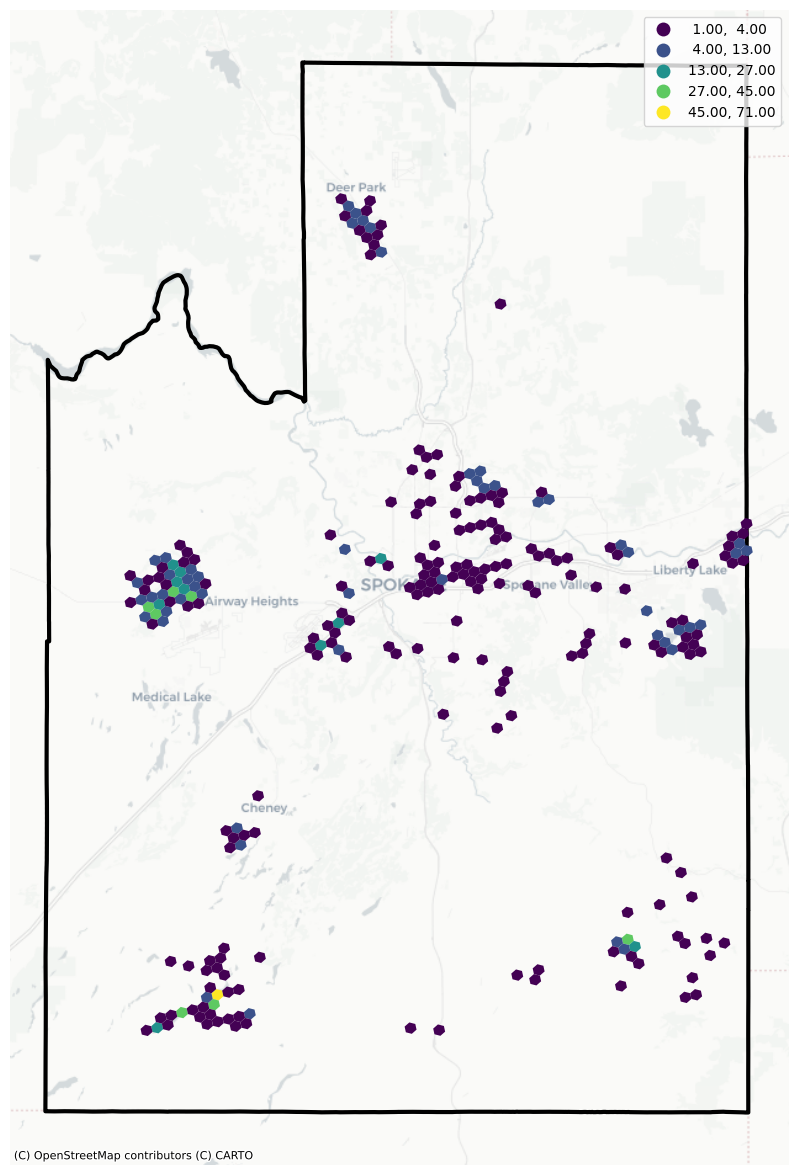 1.00,  4.00
4.00, 13.00
13.00, 27.00
27.00, 45.00
45.00, 71.00
Deer Park
Liberty Lake
SPOK
Spokane Valley
Airway Heights
Medical Lake
Cheney
(C) OpenStreetMap contributors (C) CARTO